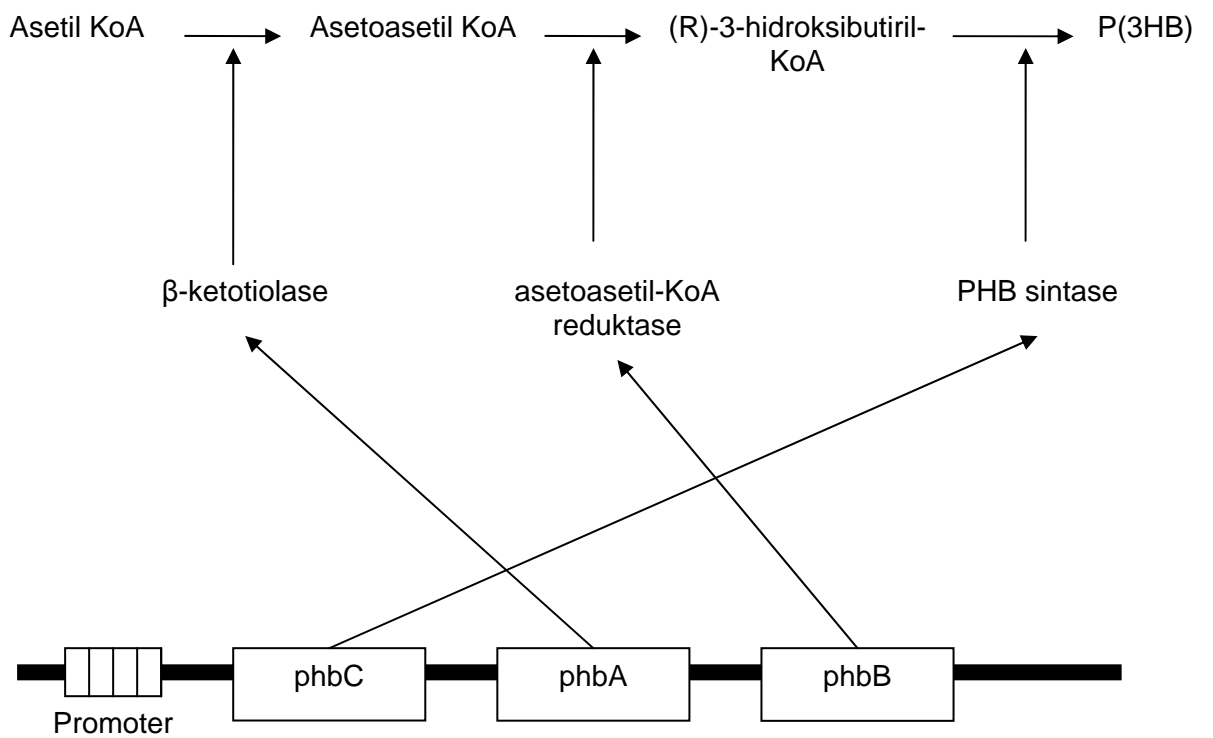 Asetil KoA
Asetoasetil KoA
(R)-3-hidroksibutiril-
KoA
P(3HB)
β-ketotiolase
asetoasetil-KoA
reduktase
PHB sintase
phbC
phbA
phbB
Promoter